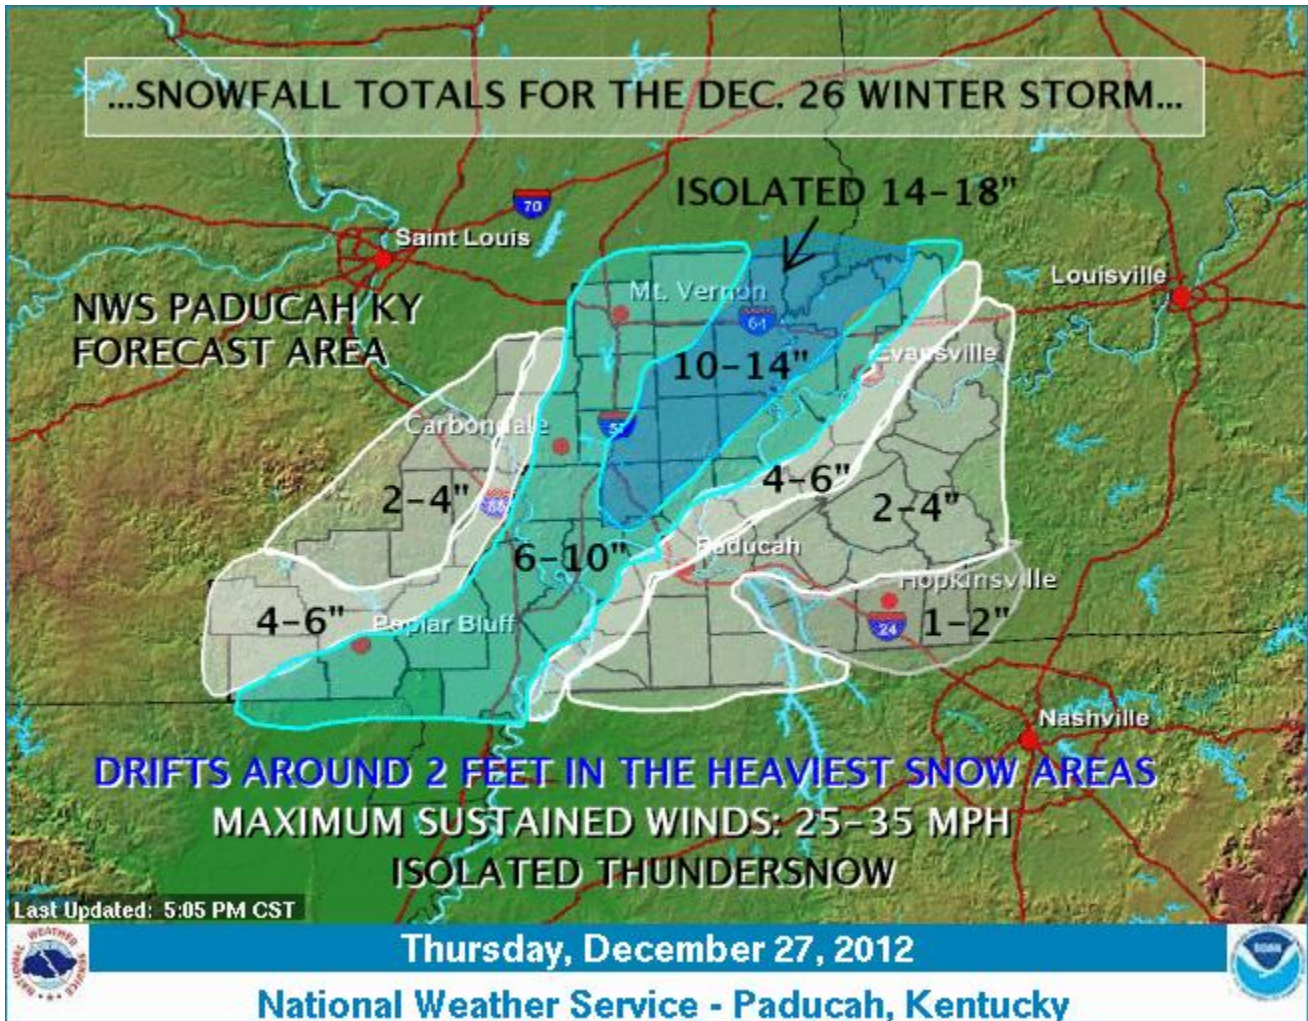 ...SNOWFALL TOTALS FOR THE DEC. 26 WINTER STORM...
ISOLATED 14-18"
70
Saint Louis
Louisville
NWS PADUCAH KY
FORECAST AREA
Mt. Vernon
64
10-14"
Evansville
Carbondale
57
2-4"
4-6"
2-4"
55
6-10"
Paducah
Hopkinsville
4-6"
Poplar Bluff
24
1-2"
Nashville
DRIFTS AROUND 2 FEET IN THE HEAVIEST SNOW AREAS
MAXIMUM SUSTAINED WINDS: 25-35 MPH
ISOLATED THUNDERSNOW
Last Updated: 5:05 PM CST
NATIONAL WEATHER SERVICE
Thursday, December 27, 2012
National Weather Service - Paducah, Kentucky